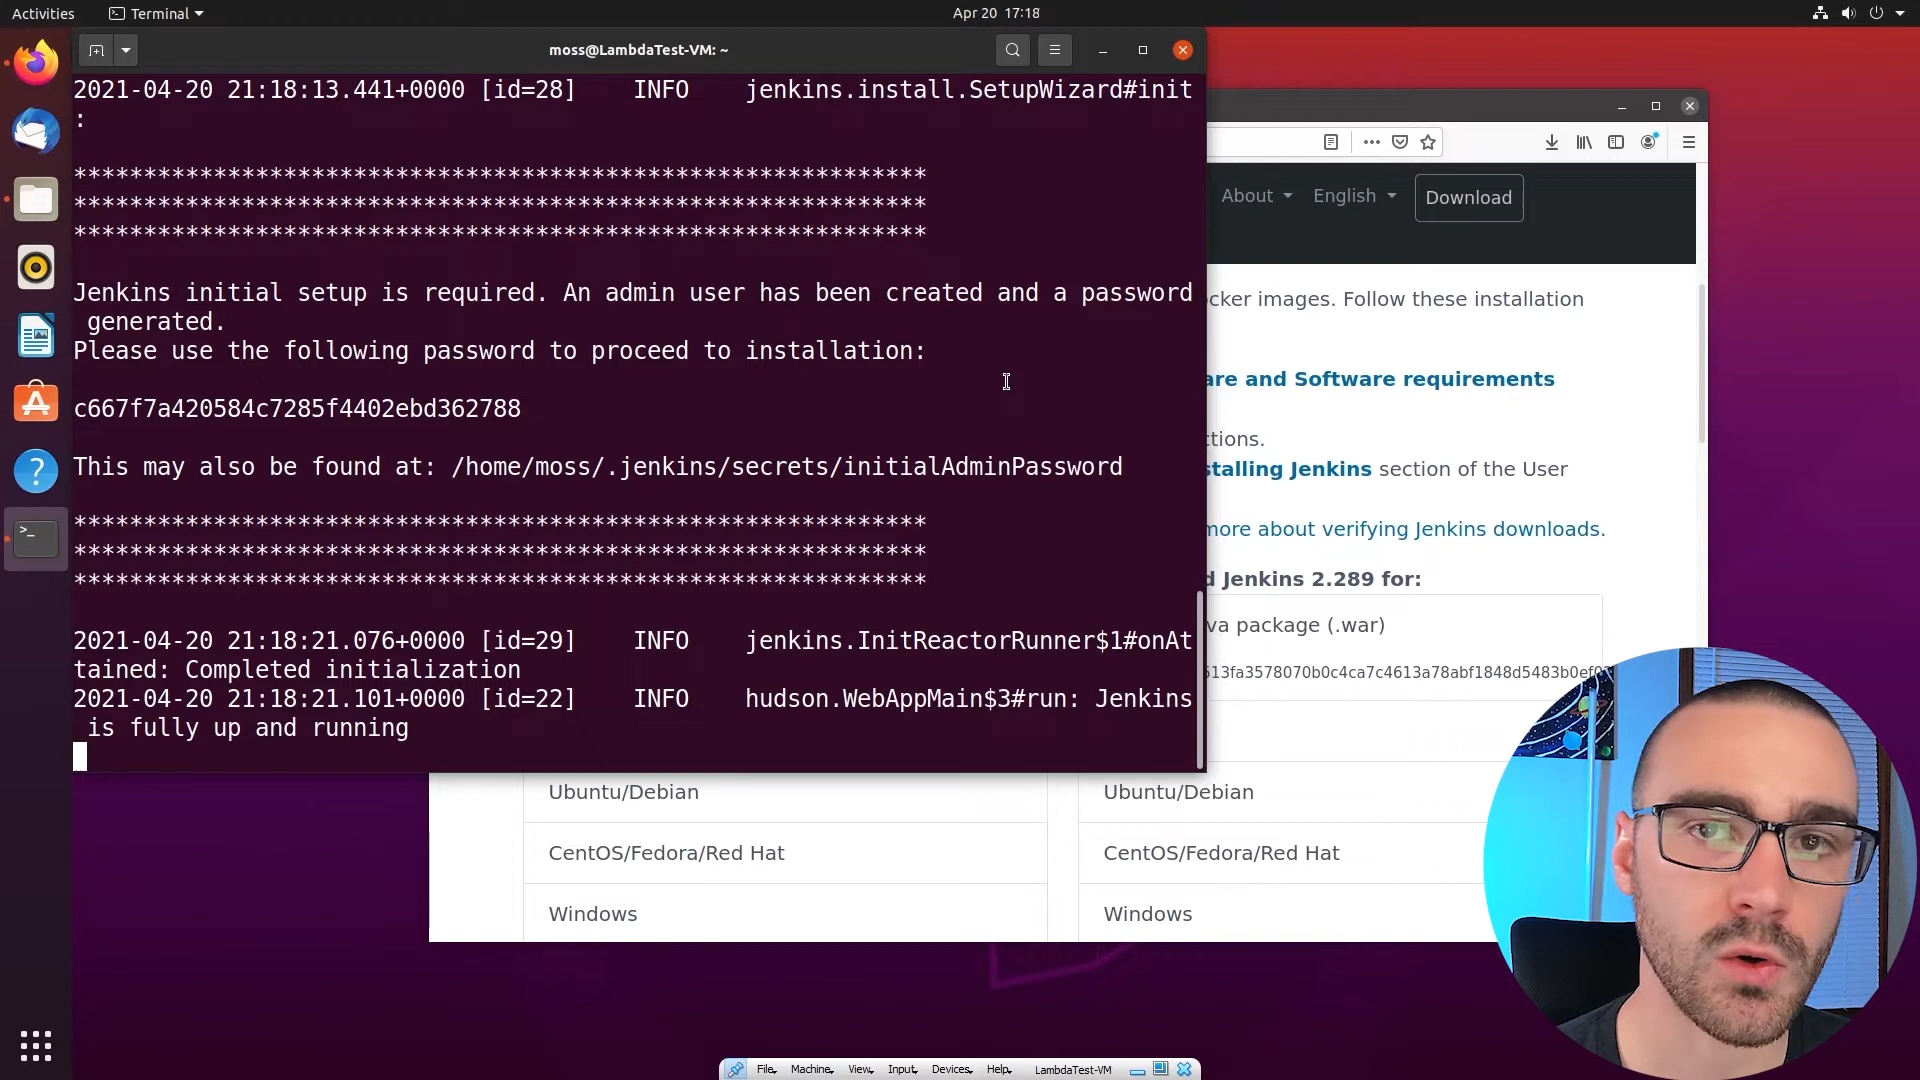 Activities
Terminal
Apr 20 17:18
moss@LambdaTest-VM: ~
2021-04-20 21:18:13.441+0000 [id=28] INFO jenkins.install.SetupWizard#init
:
*************************************************************
*************************************************************
*************************************************************
Jenkins initial setup is required. An admin user has been created and a password
generated.
Please use the following password to proceed to installation:
c667f7a420584c7285f4402ebd362788
This may also be found at: /home/moss/.jenkins/secrets/initialAdminPassword
*************************************************************
*************************************************************
*************************************************************
2021-04-20 21:18:21.076+0000 [id=29] INFO jenkins.InitReactorRunner$1#onAt
tained: Completed initialization
2021-04-20 21:18:21.101+0000 [id=22] INFO hudson.WebAppMain$3#run: Jenkins
is fully up and running
About English Download
cker images. Follow these installation
are and Software requirements
ctions.
stalling Jenkins section of the User
more about verifying Jenkins downloads.
d Jenkins 2.289 for:
va package (.war)
Ubuntu/Debian
Ubuntu/Debian
CentOS/Fedora/Red Hat
CentOS/Fedora/Red Hat
Windows
Windows
File Machine View Input Devices Help LambdaTest-VM